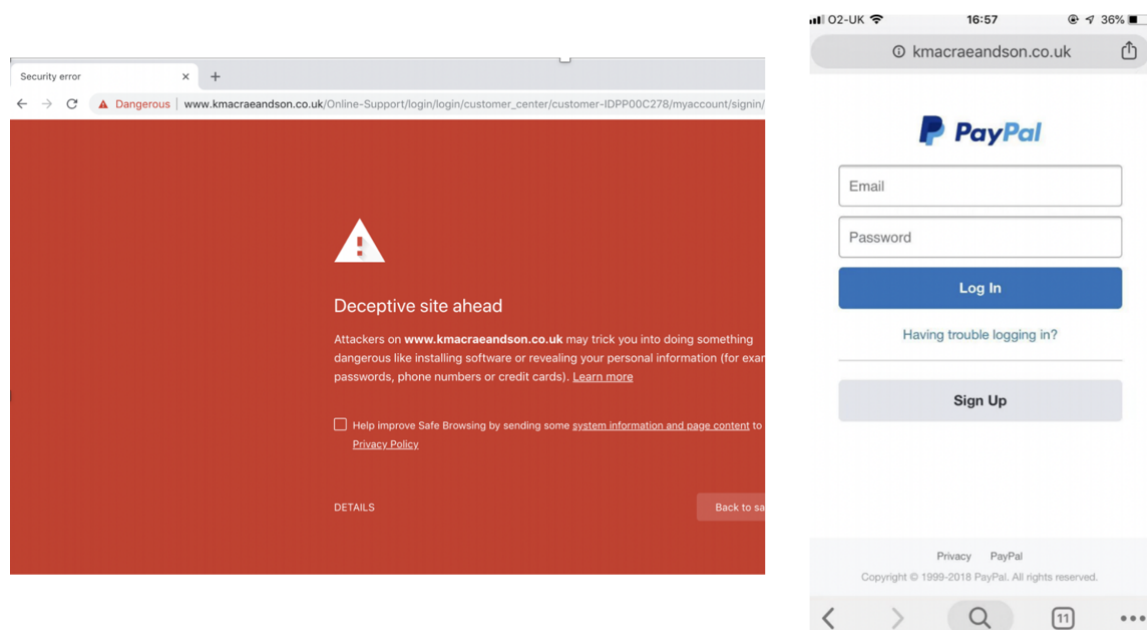 Security error
Dangerous | www.kmacraeandson.co.uk/Online-Support/login/login/customer_center/customer-IDPP00C278/myaccount/signin/
Deceptive site ahead
Attackers on www.kmacraeandson.co.uk may trick you into doing something
dangerous like installing software or revealing your personal information (for exa
passwords, phone numbers or credit cards). Learn more
Help improve Safe Browsing by sending some system information and page content to
Privacy Policy
DETAILS
Back to sa
O2-UK
16:57
36%
kmacraeandson.co.uk
PayPal
Email
Password
Log In
Having trouble logging in?
Sign Up
Privacy PayPal
Copyright © 1999-2018 PayPal. All rights reserved.
11